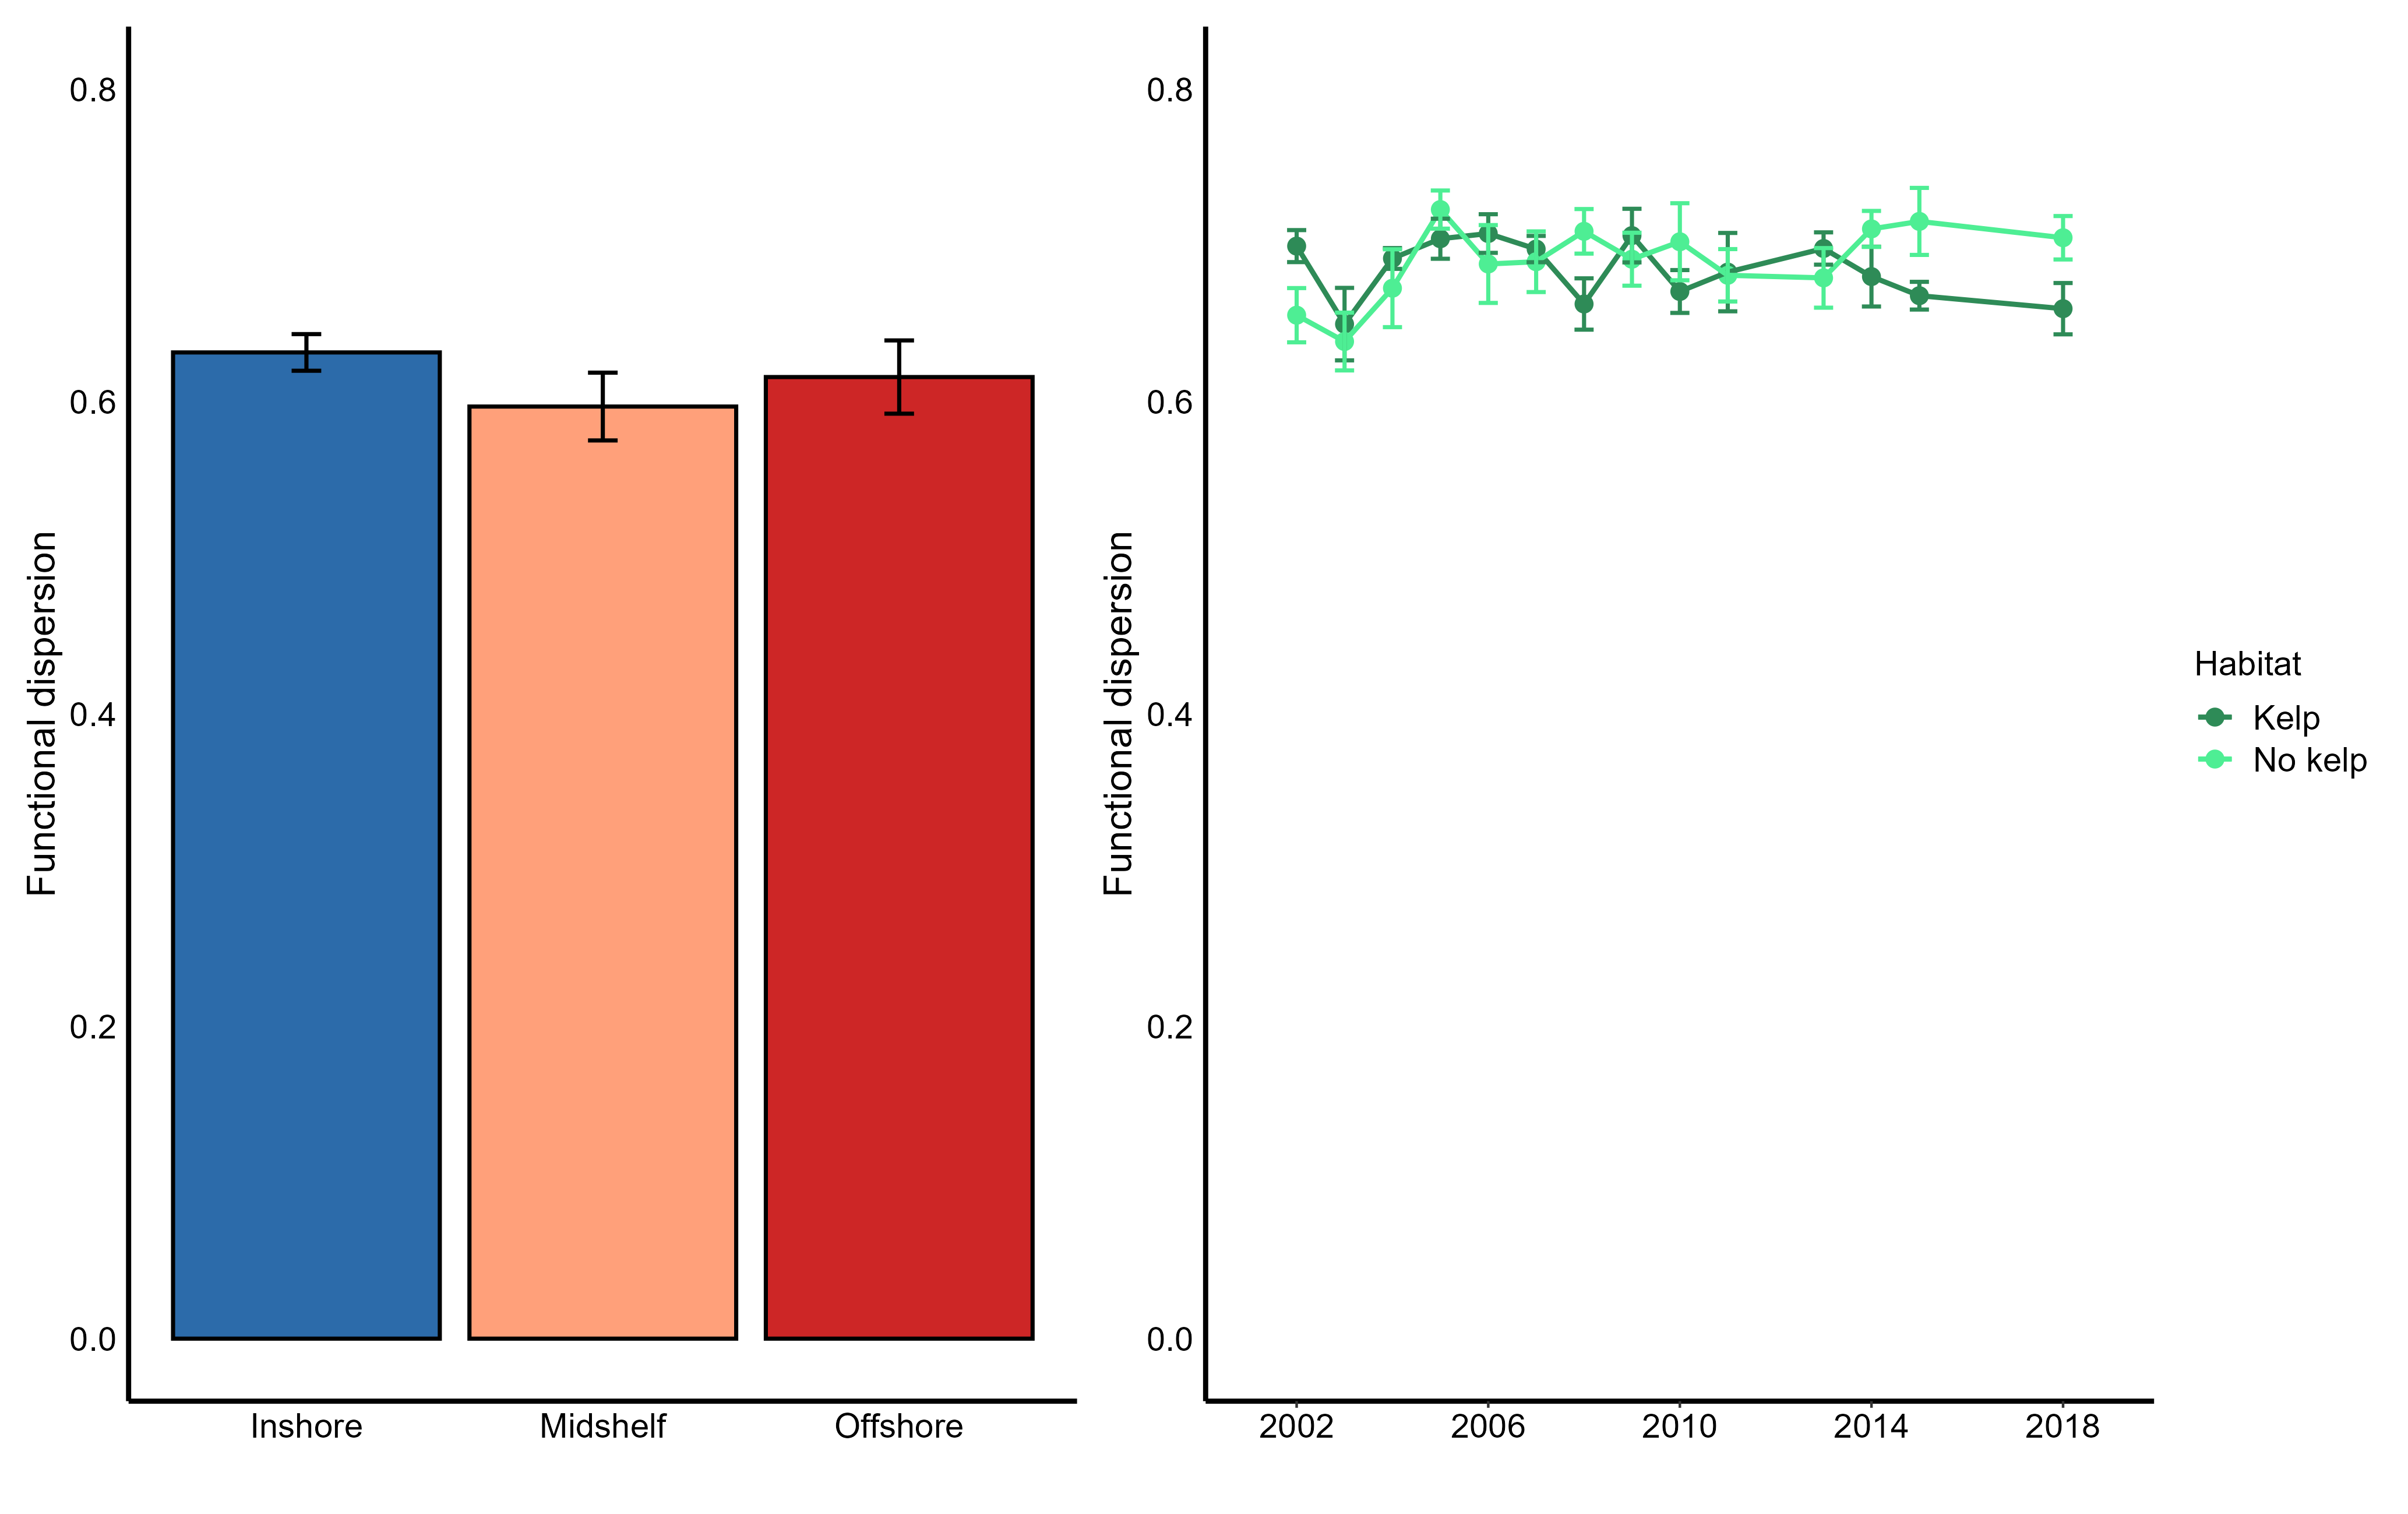 Functional dispersion
0.8
0.6
0.4
0.2
0.0
Inshore
Midshelf
Offshore
Functional dispersion
0.8
0.6
0.4
0.2
0.0
2002
2006
2010
2014
2018
Habitat
Kelp
No kelp